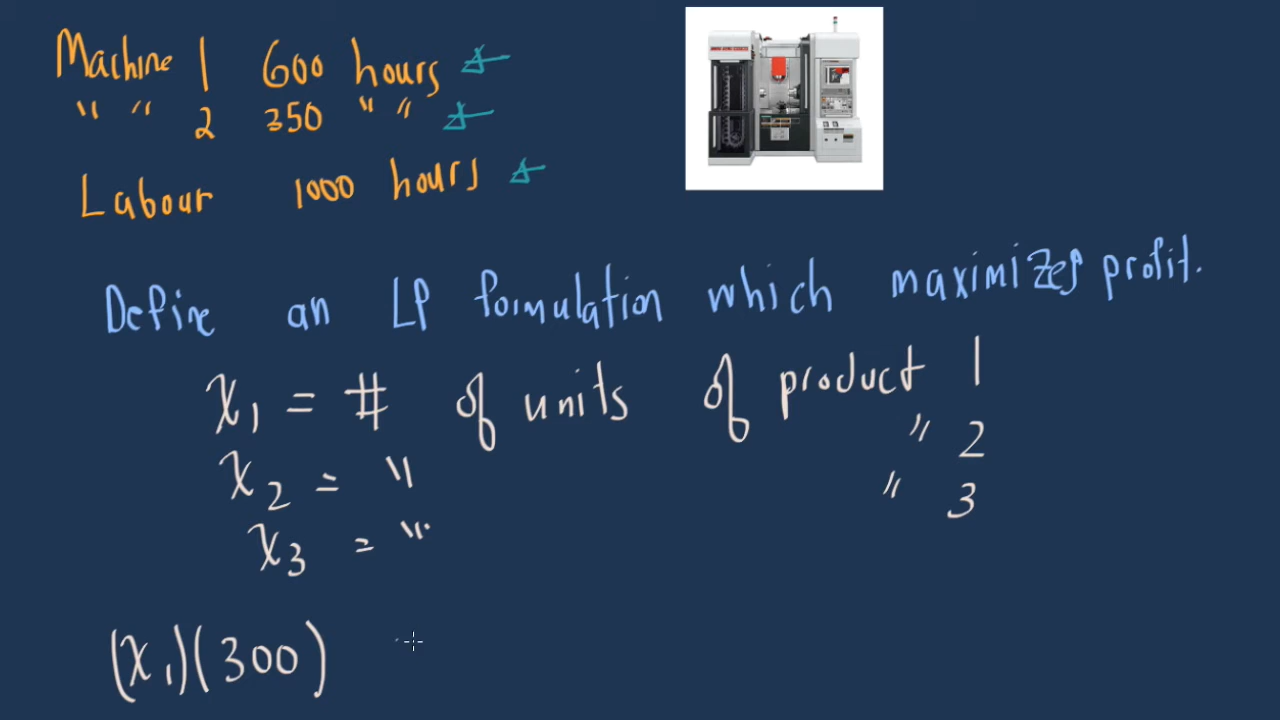 Machine 1 600 hours
" " 2 350 " "
Labour 1000 hours
Define an LP formulation which maximizes profit.
x₁ = # of units of product 1
x₂ = " " 2
x₃ = " " 3
(x₁)(300)